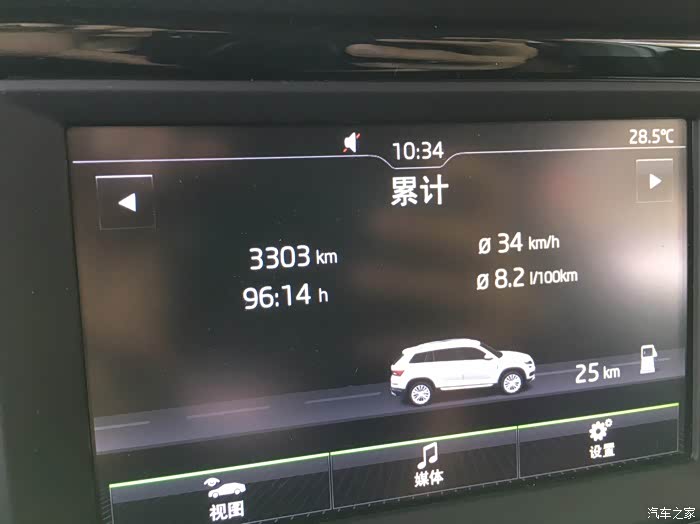 10:34
28.5℃
累计
3303 km
ø 34 km/h
96:14 h
ø 8.2 l/100km
25 km
视图
媒体
设置
汽车之家